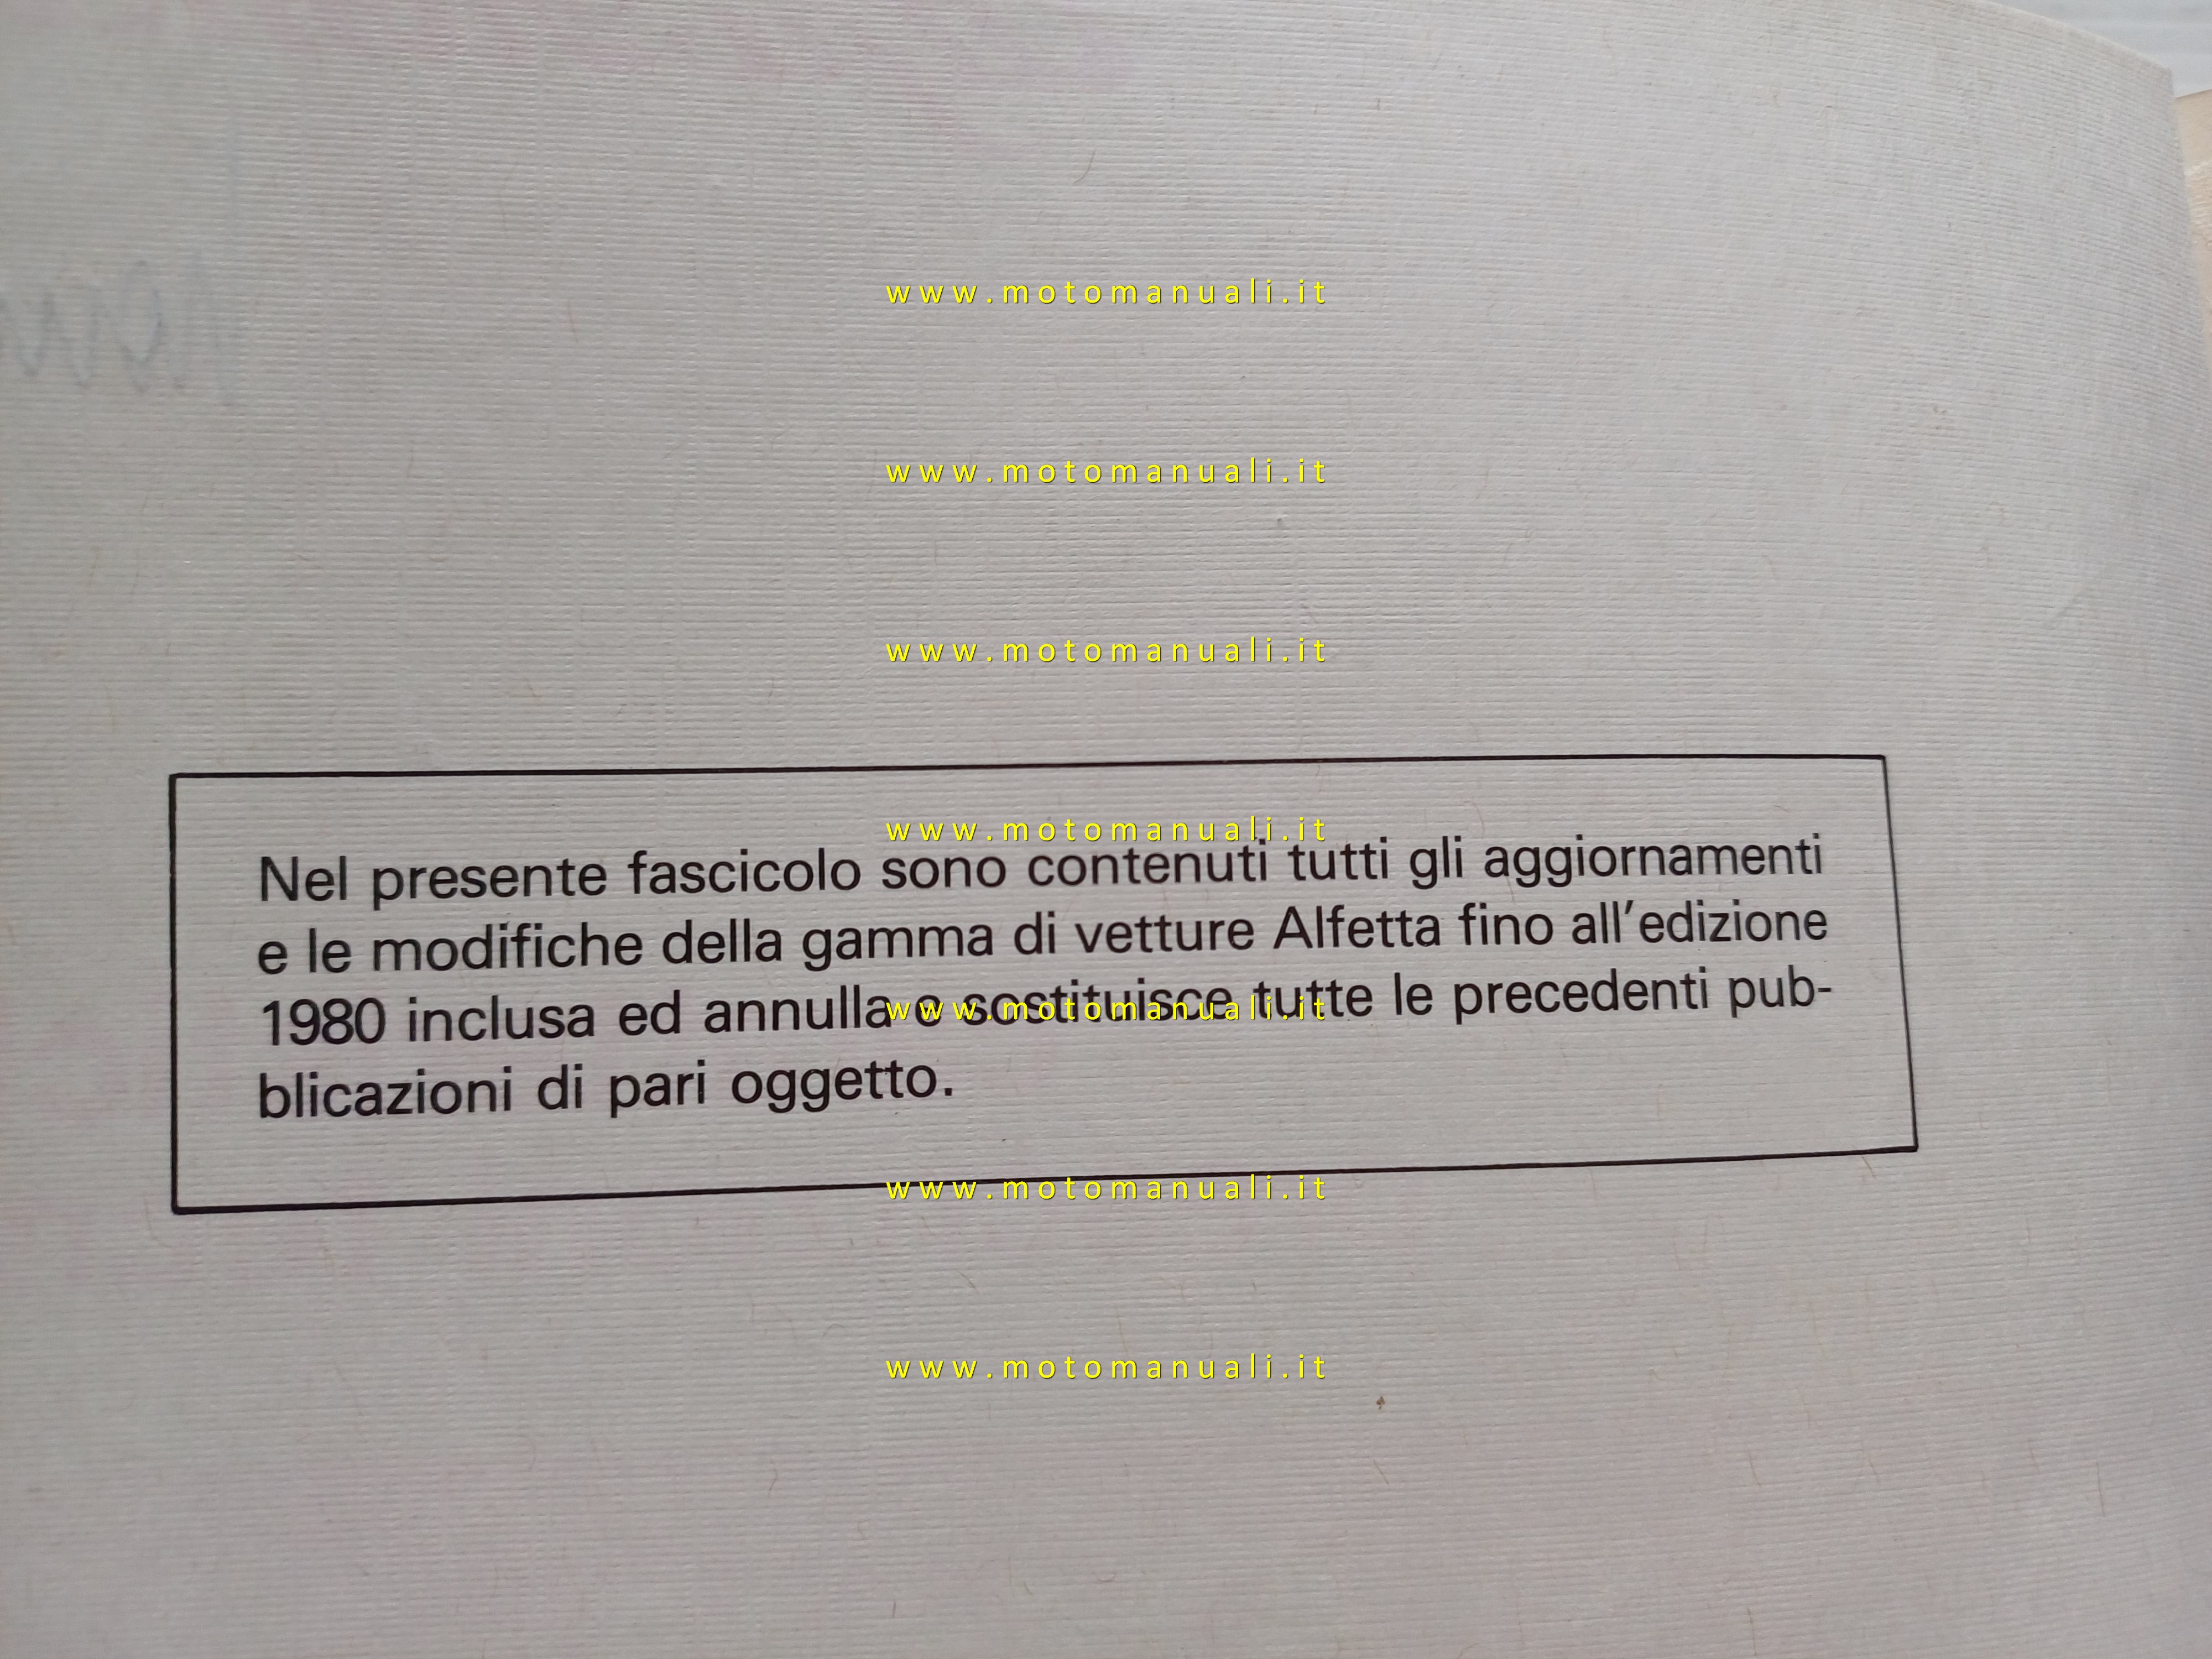 www.motomanuali.it
www.motomanuali.it
www.motomanuali.it
www.motomanuali.it
Nel presente fascicolo sono contenuti tutti gli aggiornamenti
e le modifiche della gamma di vetture Alfetta fino all'edizione
1980 inclusa ed annulla e sostituisce tutte le precedenti pub-
www.motomanuali.it
blicazioni di pari oggetto.
www.motomanuali.it
www.motomanuali.it